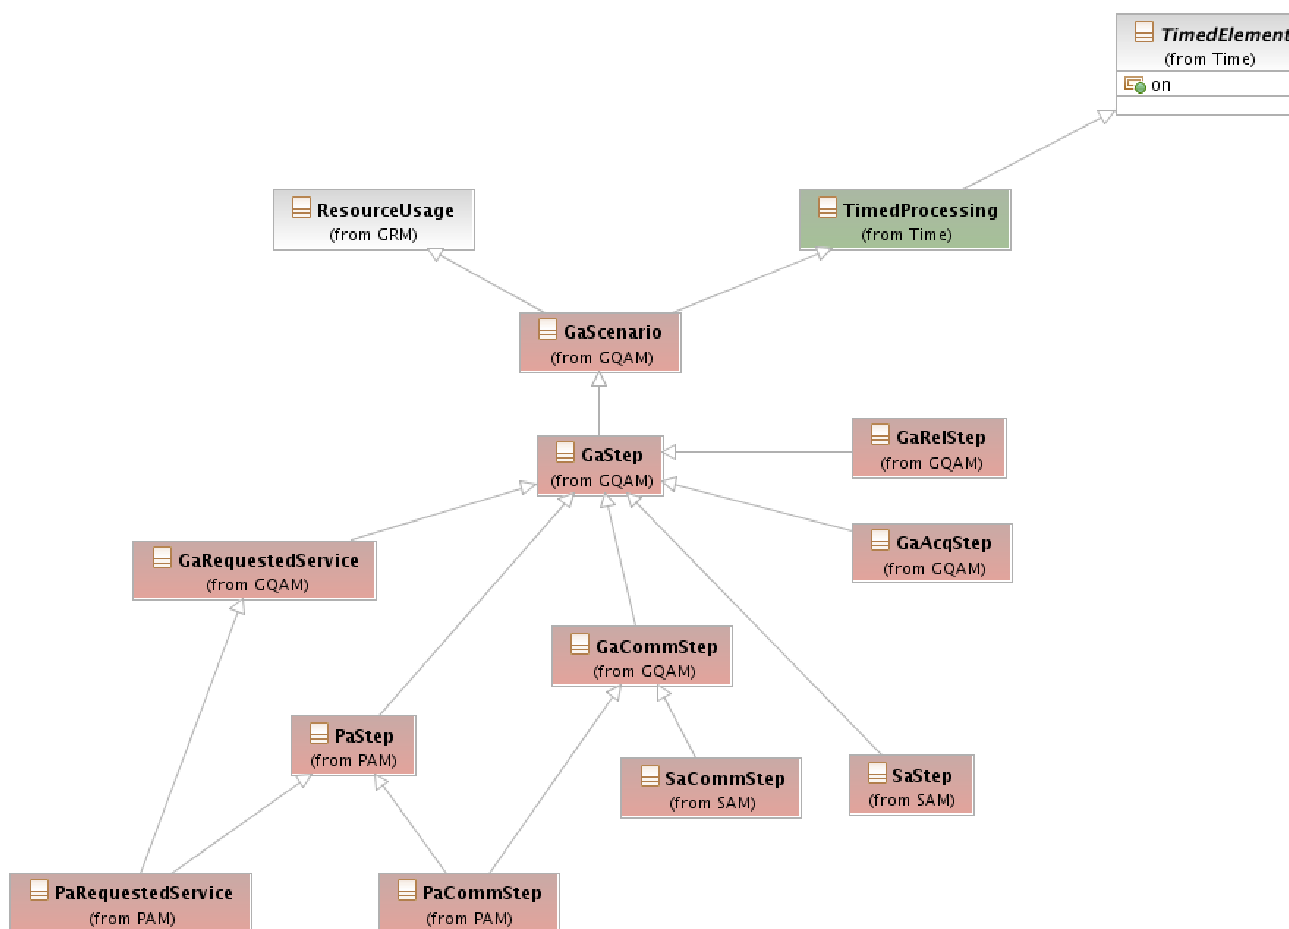 TimedElement
(from Time)
on
ResourceUsage
(from GRM)
TimedProcessing
(from Time)
GaScenario
(from GQAM)
GaStep
(from GQAM)
GaRelStep
(from GQAM)
GaAcqStep
(from GQAM)
GaRequestedService
(from GQAM)
GaCommStep
(from GQAM)
PaStep
(from PAM)
SaCommStep
(from SAM)
SaStep
(from SAM)
PaRequestedService
(from PAM)
PaCommStep
(from PAM)